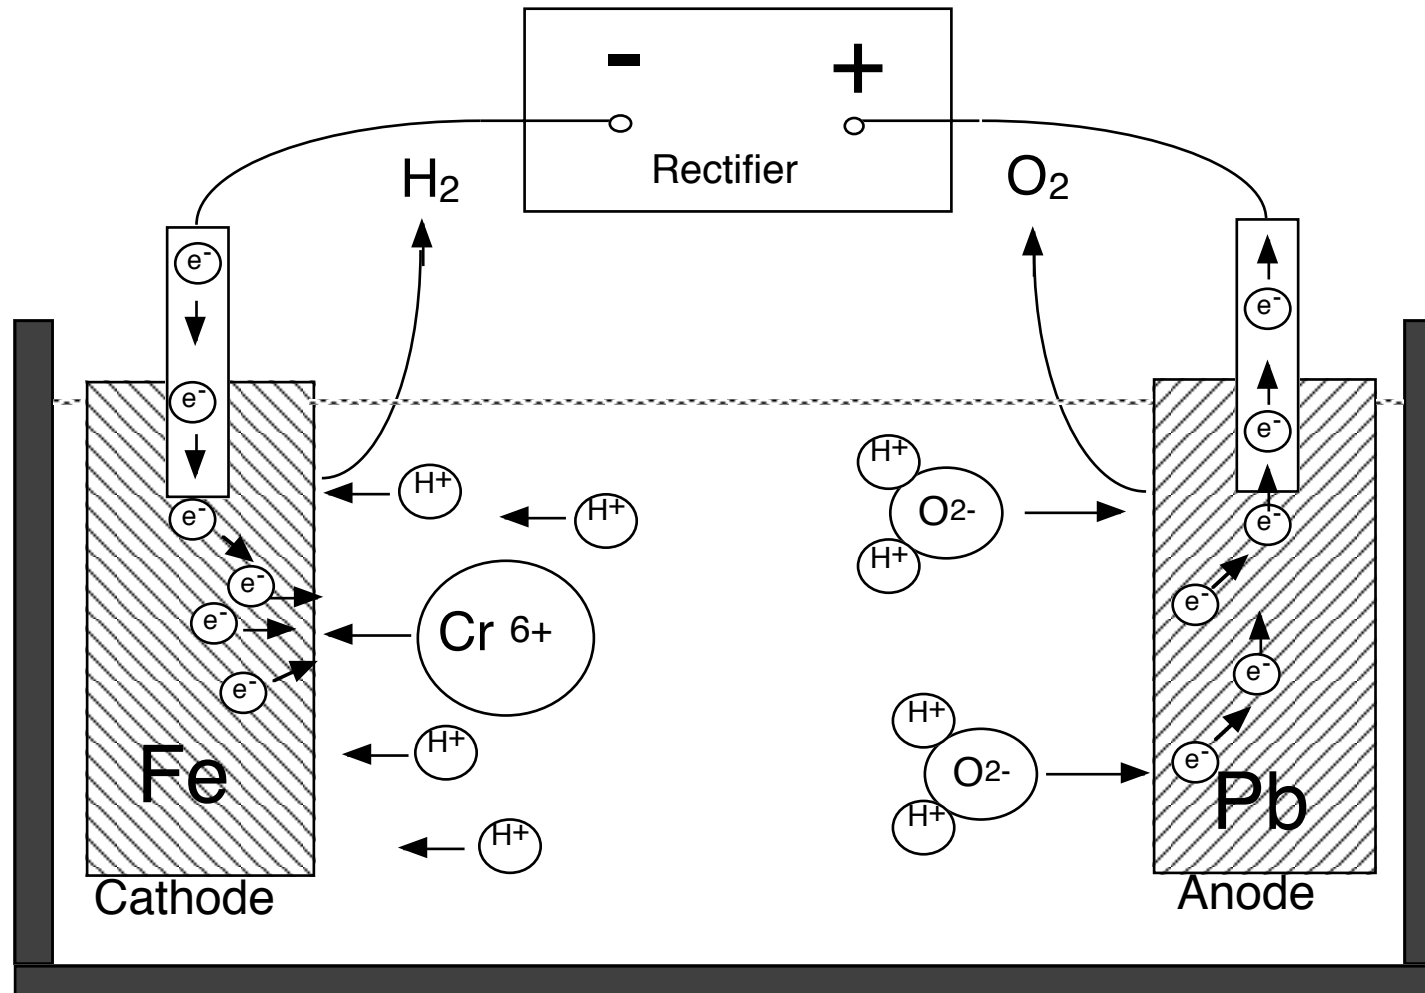 - +
Rectifier
H2
O2
e-
e-
e-
e-
e-
e-
e-
e-
e-
e-
e-
e-
H+
H+
Cr 6+
H+
H+
H+
O2-
H+
H+
O2-
H+
Fe
Pb
Cathode
Anode